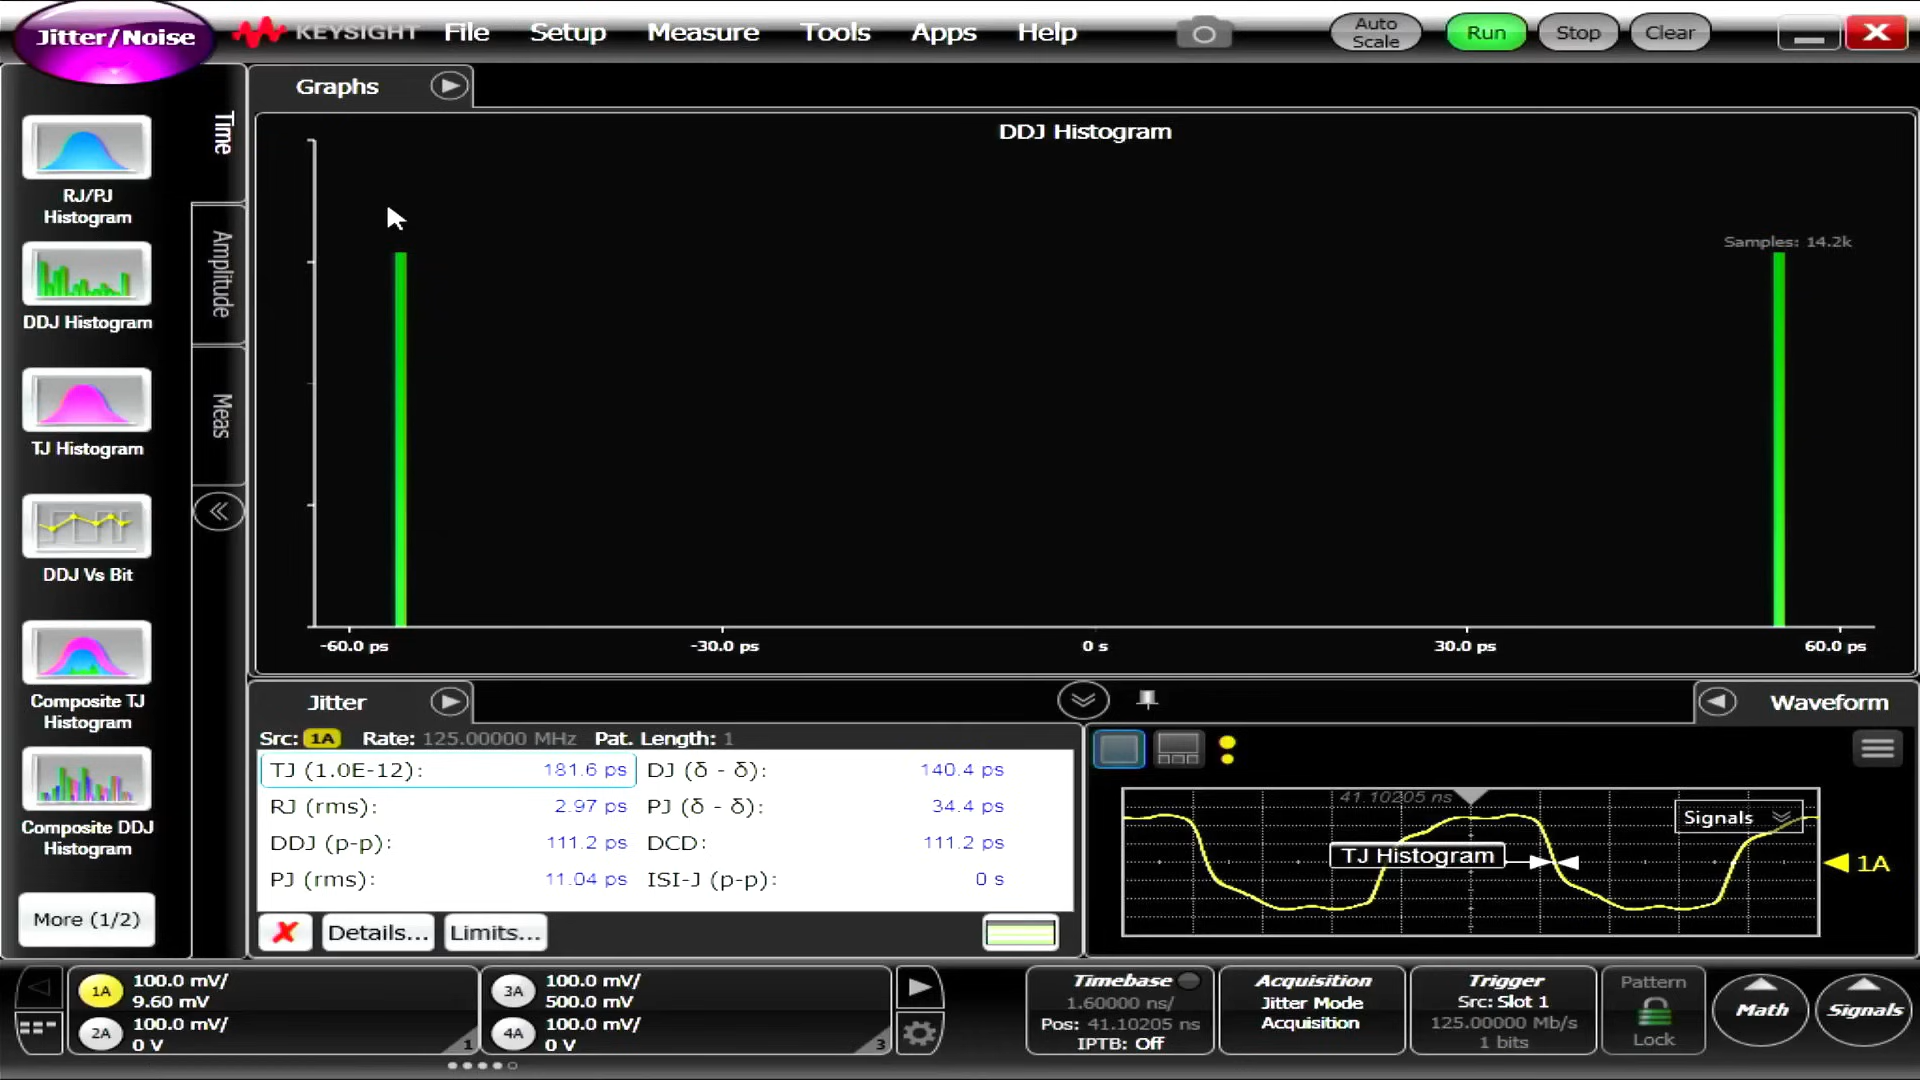 Jitter/Noise
KEYSIGHT File Setup Measure Tools Apps Help
Auto Scale
Run Stop Clear
Graphs
Time
Amplitude
Meas
RJ/PJ
Histogram
DDJ Histogram
TJ Histogram
DDJ Vs Bit
Composite TJ
Histogram
Composite DDJ
Histogram
More (1/2)
DDJ Histogram
Samples: 14.2k
-60.0 ps -30.0 ps 0 s 30.0 ps 60.0 ps
Jitter
Src: 1A Rate: 125.00000 MHz Pat. Length: 1
TJ (1.0E-12): 181.6 ps DJ (δ - δ): 140.4 ps
RJ (rms): 2.97 ps PJ (δ - δ): 34.4 ps
DDJ (p-p): 111.2 ps DCD: 111.2 ps
PJ (rms): 11.04 ps ISI-J (p-p): 0 s
Details... Limits...
Waveform
41.10205 ns
Signals
TJ Histogram
1A
1A 100.0 mV/
9.60 mV
2A 100.0 mV/
0 V
1
3A 100.0 mV/
500.0 mV
4A 100.0 mV/
0 V
3
Timebase
1.60000 ns/
Pos: 41.10205 ns
IPTB: Off
Acquisition
Jitter Mode
Acquisition
Trigger
Src: Slot 1
125.00000 Mb/s
1 bits
Pattern
Lock
Math
Signals